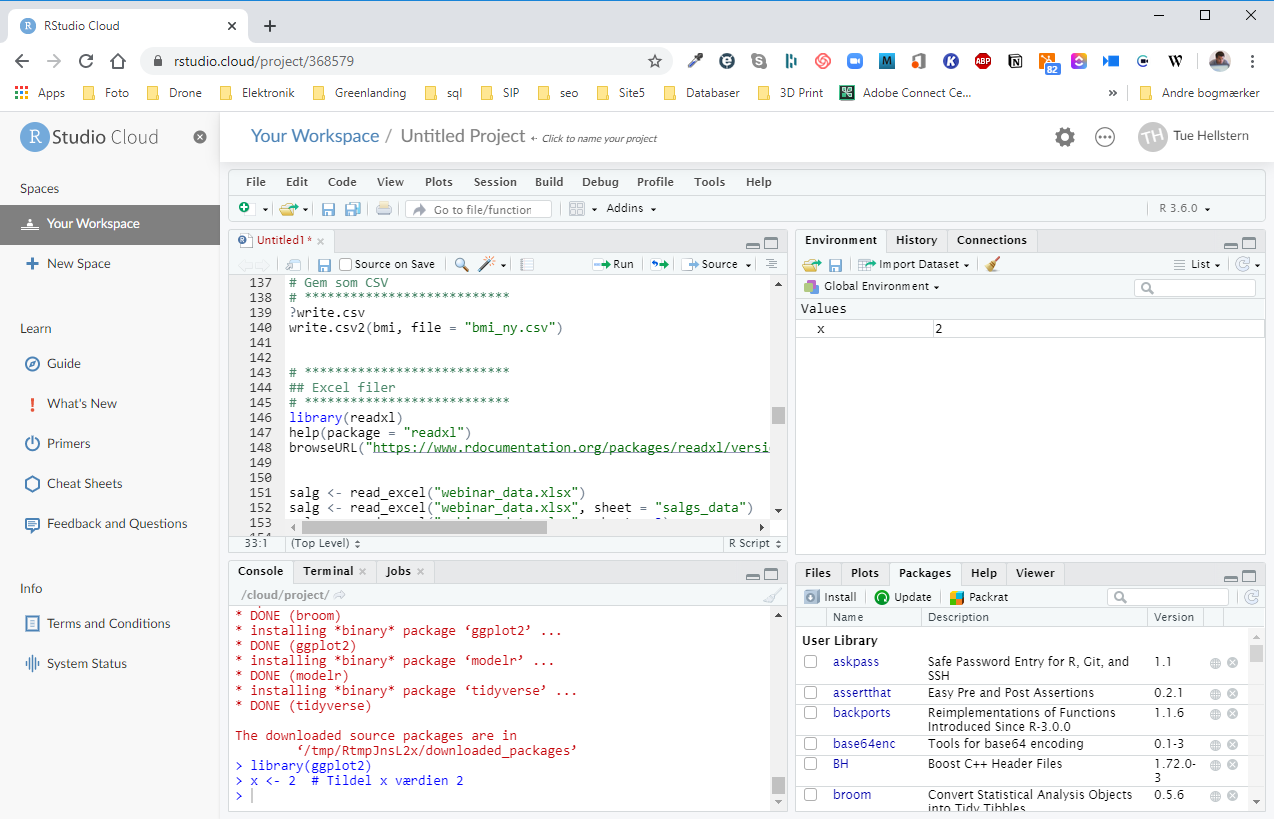 RStudio Cloud
rstudio.cloud/project/368579
ABP
82
Apps
Foto
Drone
Elektronik
Greenlanding
sql
SIP
seo
Site5
Databaser
3D Print
Adobe Connect Ce...
»
Andre bogmærker
R Studio Cloud
Your Workspace / Untitled Project ← Click to name your project
TH Tue Hellstern
Spaces
Your Workspace
New Space
Learn
Guide
What's New
Primers
Cheat Sheets
Feedback and Questions
Info
Terms and Conditions
System Status
File Edit Code View Plots Session Build Debug Profile Tools Help
Go to file/function
Addins
R 3.6.0
Untitled1*
Source on Save
Run
Source
137 # Gem som CSV
138 # ***************************
139 ?write.csv
140 write.csv2(bmi, file = "bmi_ny.csv")
141
142
143 # ***************************
144 ## Excel filer
145 # ***************************
146 library(readxl)
147 help(package = "readxl")
148 browseURL("https://www.rdocumentation.org/packages/readxl/versi
149
150
151 salg <- read_excel("webinar_data.xlsx")
152 salg <- read_excel("webinar_data.xlsx", sheet = "salgs_data")
153
33:1 (Top Level) R Script
Console Terminal Jobs
/cloud/project/
* DONE (broom)
* installing *binary* package ‘ggplot2’ ...
* DONE (ggplot2)
* installing *binary* package ‘modelr’ ...
* DONE (modelr)
* installing *binary* package ‘tidyverse’ ...
* DONE (tidyverse)
The downloaded source packages are in
‘/tmp/RtmpJnsL2x/downloaded_packages’
> library(ggplot2)
> x <- 2 # Tildel x værdien 2
>
Environment History Connections
Import Dataset
List
Global Environment
Values
x 2
Files Plots Packages Help Viewer
Install Update Packrat
Name Description Version
User Library
askpass Safe Password Entry for R, Git, and 1.1
SSH
assertthat Easy Pre and Post Assertions 0.2.1
backports Reimplementations of Functions 1.1.6
Introduced Since R-3.0.0
base64enc Tools for base64 encoding 0.1-3
BH Boost C++ Header Files 1.72.0-
3
broom Convert Statistical Analysis Objects 0.5.6
into Tidy Tibbles